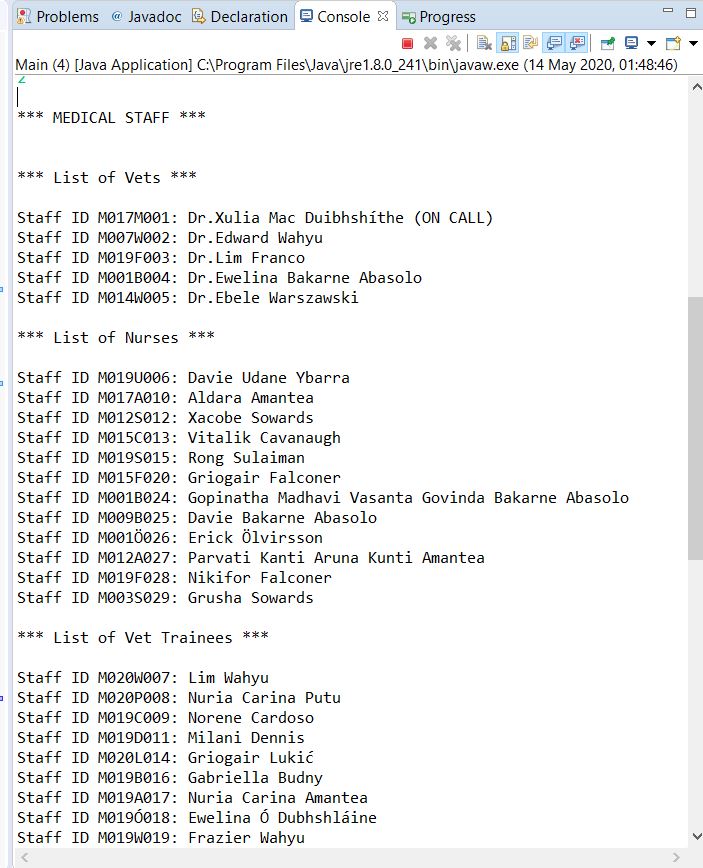 Problems @ Javadoc Declaration Console Progress
Main (4) [Java Application] C:\Program Files\Java\jre1.8.0_241\bin\javaw.exe (14 May 2020, 01:48:46)
2
*** MEDICAL STAFF ***
*** List of Vets ***
Staff ID M017M001: Dr.Xulia Mac Duibhshíthe (ON CALL)
Staff ID M007W002: Dr.Edward Wahyu
Staff ID M019F003: Dr.Lim Franco
Staff ID M001B004: Dr.Ewelina Bakarne Abasolo
Staff ID M014W005: Dr.Ebele Warszawski
*** List of Nurses ***
Staff ID M019U006: Davie Udane Ybarra
Staff ID M017A010: Aldara Amantea
Staff ID M012S012: Xacobe Sowards
Staff ID M015C013: Vitalik Cavanaugh
Staff ID M019S015: Rong Sulaiman
Staff ID M015F020: Griogair Falconer
Staff ID M001B024: Gopinatha Madhavi Vasanta Govinda Bakarne Abasolo
Staff ID M009B025: Davie Bakarne Abasolo
Staff ID M001Ö026: Erick Ölvirsson
Staff ID M012A027: Parvati Kanti Aruna Kunti Amantea
Staff ID M019F028: Nikifor Falconer
Staff ID M003S029: Grusha Sowards
*** List of Vet Trainees ***
Staff ID M020W007: Lim Wahyu
Staff ID M020P008: Nuria Carina Putu
Staff ID M019C009: Norene Cardoso
Staff ID M019D011: Milani Dennis
Staff ID M020L014: Griogair Lukić
Staff ID M019B016: Gabriella Budny
Staff ID M019A017: Nuria Carina Amantea
Staff ID M019Ó018: Ewelina Ó Dubhshláine
Staff ID M019W019: Frazier Wahyu